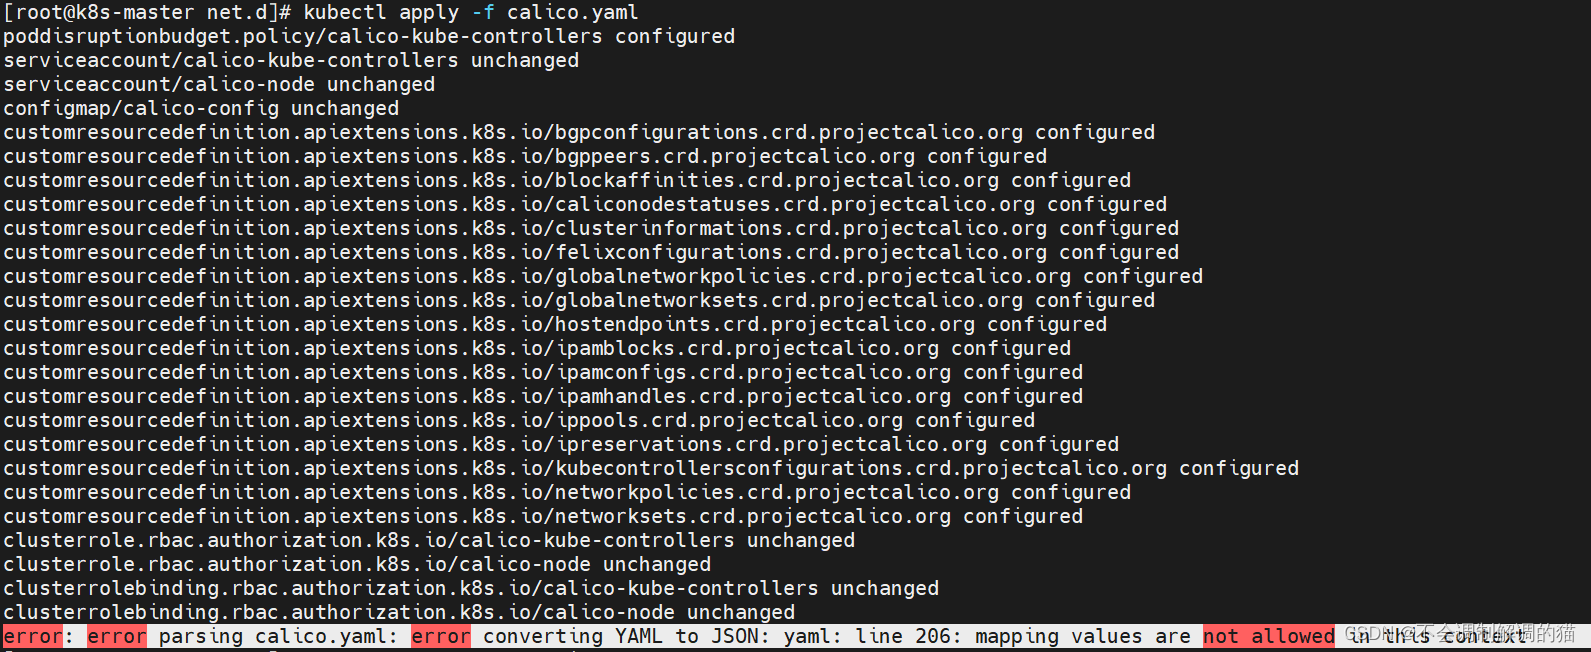 [root@k8s-master net.d]# kubectl apply -f calico.yaml
poddisruptionbudget.policy/calico-kube-controllers configured
serviceaccount/calico-kube-controllers unchanged
serviceaccount/calico-node unchanged
configmap/calico-config unchanged
customresourcedefinition.apiextensions.k8s.io/bgpconfigurations.crd.projectcalico.org configured
customresourcedefinition.apiextensions.k8s.io/bgppeers.crd.projectcalico.org configured
customresourcedefinition.apiextensions.k8s.io/blockaffinities.crd.projectcalico.org configured
customresourcedefinition.apiextensions.k8s.io/caliconodestatuses.crd.projectcalico.org configured
customresourcedefinition.apiextensions.k8s.io/clusterinformations.crd.projectcalico.org configured
customresourcedefinition.apiextensions.k8s.io/felixconfigurations.crd.projectcalico.org configured
customresourcedefinition.apiextensions.k8s.io/globalnetworkpolicies.crd.projectcalico.org configured
customresourcedefinition.apiextensions.k8s.io/globalnetworksets.crd.projectcalico.org configured
customresourcedefinition.apiextensions.k8s.io/hostendpoints.crd.projectcalico.org configured
customresourcedefinition.apiextensions.k8s.io/ipamblocks.crd.projectcalico.org configured
customresourcedefinition.apiextensions.k8s.io/ipamconfigs.crd.projectcalico.org configured
customresourcedefinition.apiextensions.k8s.io/ipamhandles.crd.projectcalico.org configured
customresourcedefinition.apiextensions.k8s.io/ippools.crd.projectcalico.org configured
customresourcedefinition.apiextensions.k8s.io/ipreservations.crd.projectcalico.org configured
customresourcedefinition.apiextensions.k8s.io/kubecontrollersconfigurations.crd.projectcalico.org configured
customresourcedefinition.apiextensions.k8s.io/networkpolicies.crd.projectcalico.org configured
customresourcedefinition.apiextensions.k8s.io/networksets.crd.projectcalico.org configured
clusterrole.rbac.authorization.k8s.io/calico-kube-controllers unchanged
clusterrole.rbac.authorization.k8s.io/calico-node unchanged
clusterrolebinding.rbac.authorization.k8s.io/calico-kube-controllers unchanged
clusterrolebinding.rbac.authorization.k8s.io/calico-node unchanged
error: error parsing calico.yaml: error converting YAML to JSON: yaml: line 206: mapping values are not allowed in this context
CSDN @不会调制解调的猫